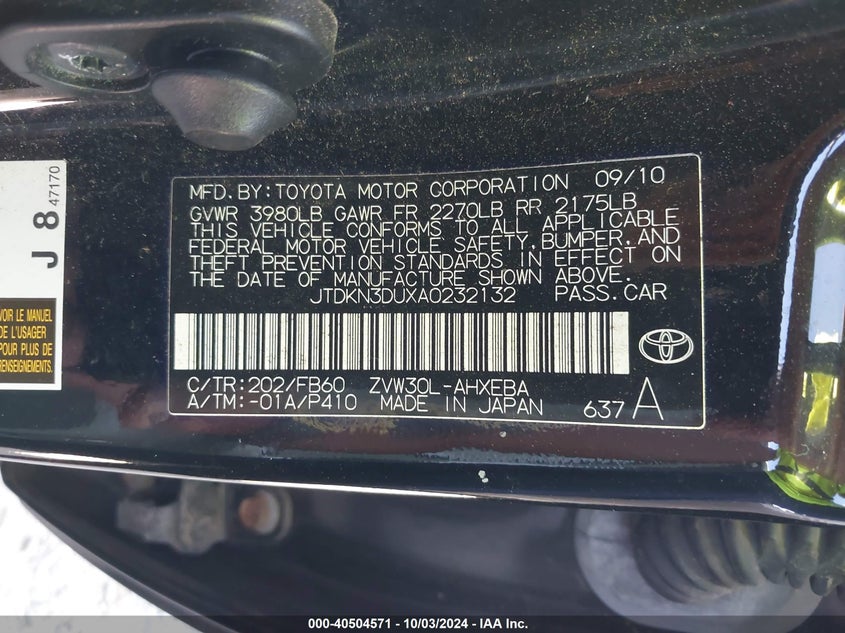 J 8 47170
VOIR LE MANUEL
DE L'USAGER
POUR PLUS DE
RENSEIGNEMENTS.
MFD.BY:TOYOTA MOTOR CORPORATION 09/10
GVWR 3980LB GAWR FR 2270LB RR 2175LB
THIS VEHICLE CONFORMS TO ALL APPLICABLE
FEDERAL MOTOR VEHICLE SAFETY,BUMPER,AND
THEFT PREVENTION STANDARDS IN EFFECT ON
THE DATE OF MANUFACTURE SHOWN ABOVE.
JTDKN3DUXA0232132 PASS.CAR
C/TR:202/FB60 ZVW30L-AHXEBA
A/TM:-01A/P410 MADE IN JAPAN 637 A
000-40504571 - 10/03/2024 - IAA Inc.